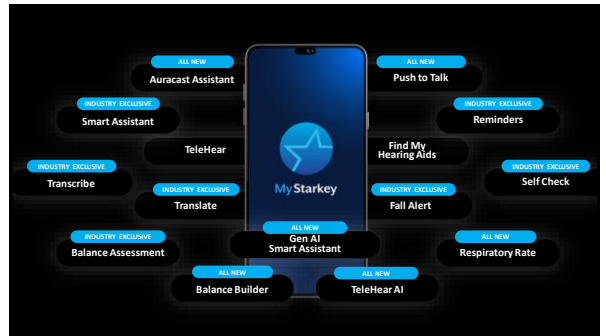 ALL NEW
Auracast Assistant
ALL NEW
Push to Talk
INDUSTRY EXCLUSIVE
Smart Assistant
INDUSTRY EXCLUSIVE
Reminders
TeleHear
Find My
Hearing Aids
INDUSTRY EXCLUSIVE
Transcribe
INDUSTRY EXCLUSIVE
Self Check
INDUSTRY EXCLUSIVE
Translate
My Starkey
INDUSTRY EXCLUSIVE
Fall Alert
INDUSTRY EXCLUSIVE
Balance Assessment
ALL NEW
Gen AI
Smart Assistant
ALL NEW
Respiratory Rate
ALL NEW
Balance Builder
ALL NEW
TeleHear AI